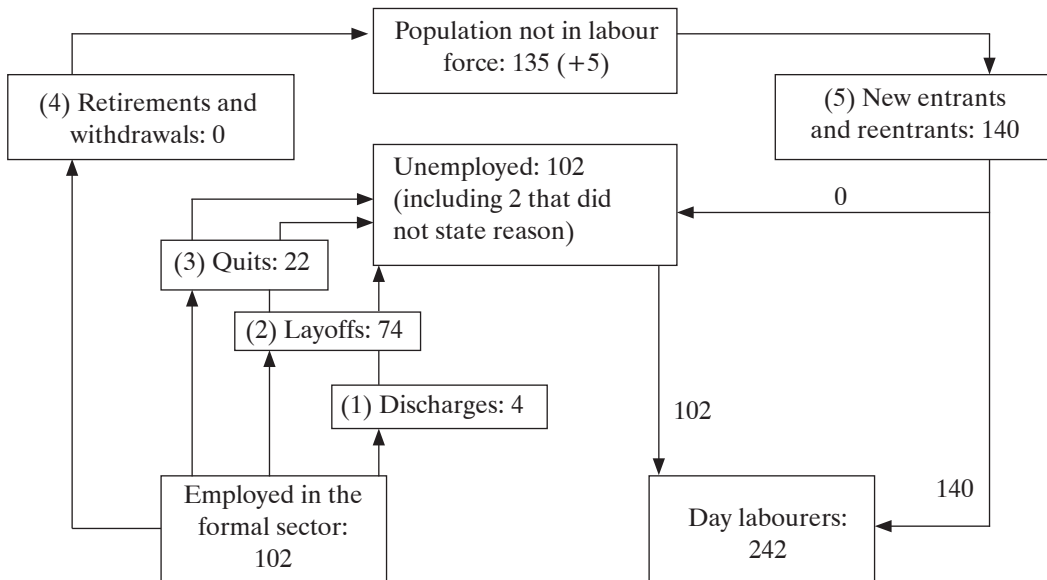 Population not in labour
force: 135 (+5)
(4) Retirements and
withdrawals: 0
(5) New entrants
and reentrants: 140
Unemployed: 102
(including 2 that did
not state reason)
0
(3) Quits: 22
(2) Layoffs: 74
(1) Discharges: 4
102
140
Employed in the
formal sector:
102
Day labourers:
242